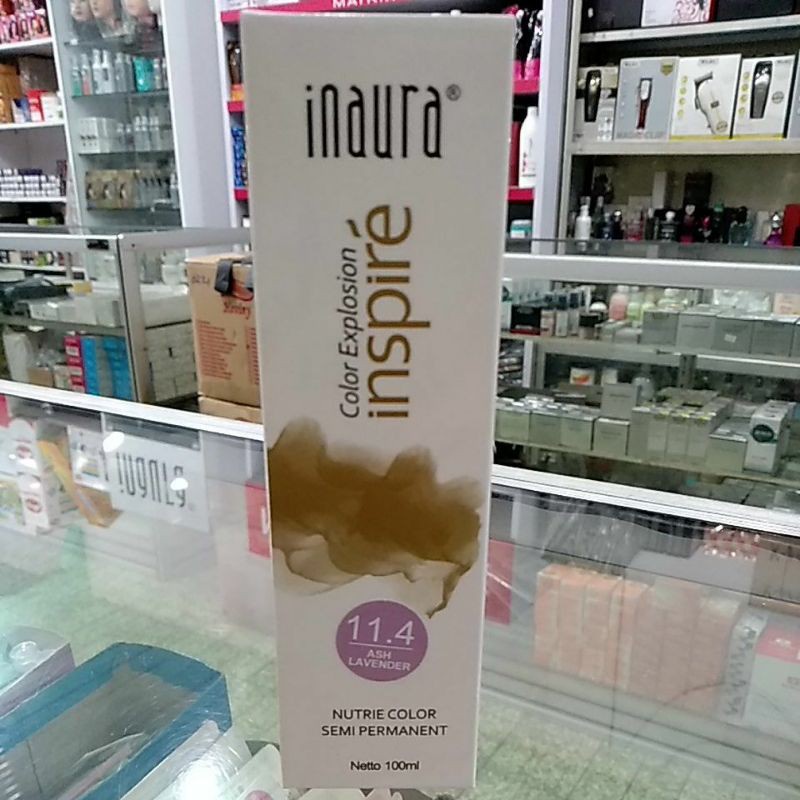 inaura®
Color Explosion
inspiré
11.4
ASH
LAVENDER
NUTRIE COLOR
SEMI PERMANENT
Netto 100ml